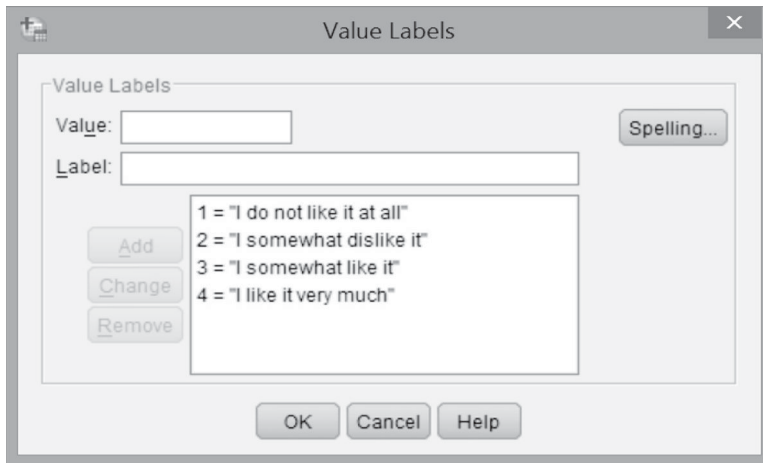 Value Labels
Value Labels
Value:
Spelling...
Label:
1 = "I do not like it at all"
2 = "I somewhat dislike it"
3 = "I somewhat like it"
4 = "I like it very much"
Add
Change
Remove
OK Cancel Help